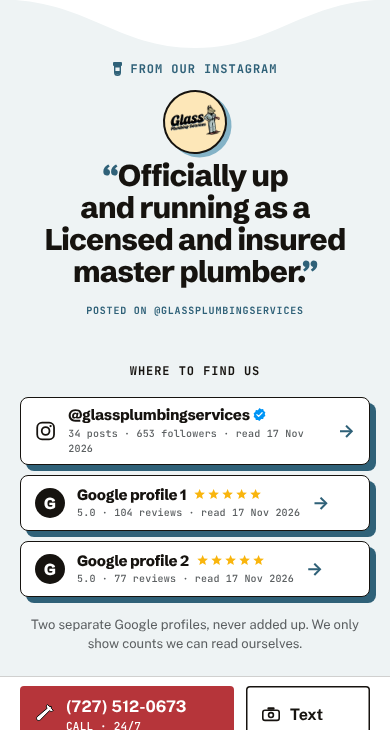 FROM OUR INSTAGRAM
Glass
Plumbing Services
“Officially up
and running as a
Licensed and insured
master plumber.”
POSTED ON @GLASSPLUMBINGSERVICES
WHERE TO FIND US
@glassplumbingservices
34 posts · 653 followers · read 17 Nov
2026
G
Google profile 1 ★★★★★
5.0 · 104 reviews · read 17 Nov 2026
G
Google profile 2 ★★★★★
5.0 · 77 reviews · read 17 Nov 2026
Two separate Google profiles, never added up. We only
show counts we can read ourselves.
(727) 512-0673
CALL · 24/7
Text